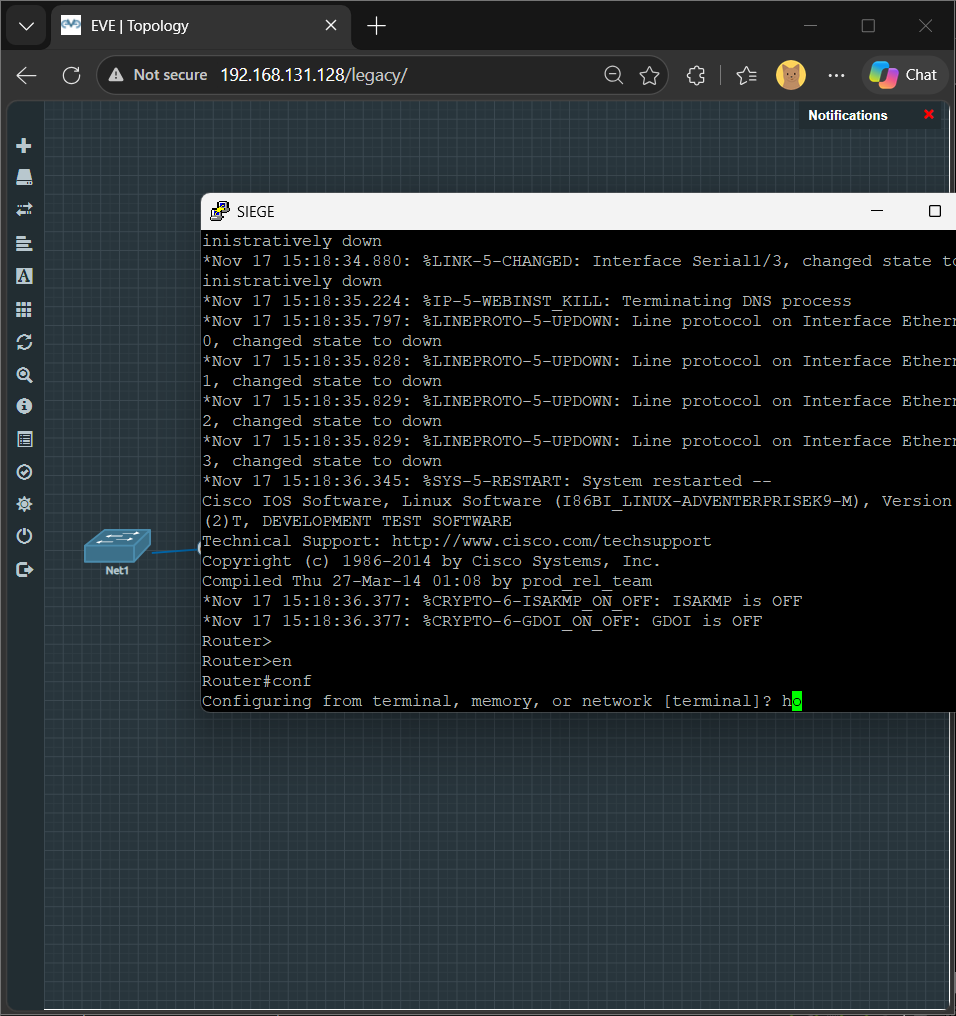 EVE | Topology
Not secure 192.168.131.128/legacy/
Chat
Notifications
SIEGE
inistratively down
*Nov 17 15:18:34.880: %LINK-5-CHANGED: Interface Serial1/3, changed state to
inistratively down
*Nov 17 15:18:35.224: %IP-5-WEBINST_KILL: Terminating DNS process
*Nov 17 15:18:35.797: %LINEPROTO-5-UPDOWN: Line protocol on Interface Ether
0, changed state to down
*Nov 17 15:18:35.828: %LINEPROTO-5-UPDOWN: Line protocol on Interface Ether
1, changed state to down
*Nov 17 15:18:35.829: %LINEPROTO-5-UPDOWN: Line protocol on Interface Ether
2, changed state to down
*Nov 17 15:18:35.829: %LINEPROTO-5-UPDOWN: Line protocol on Interface Ether
3, changed state to down
*Nov 17 15:18:36.345: %SYS-5-RESTART: System restarted --
Cisco IOS Software, Linux Software (I86BI_LINUX-ADVENTERPRISEK9-M), Version
(2)T, DEVELOPMENT TEST SOFTWARE
Technical Support: http://www.cisco.com/techsupport
Copyright (c) 1986-2014 by Cisco Systems, Inc.
Compiled Thu 27-Mar-14 01:08 by prod_rel_team
*Nov 17 15:18:36.377: %CRYPTO-6-ISAKMP_ON_OFF: ISAKMP is OFF
*Nov 17 15:18:36.377: %CRYPTO-6-GDOI_ON_OFF: GDOI is OFF
Router>
Router>en
Router#conf
Configuring from terminal, memory, or network [terminal]? ho
Net1